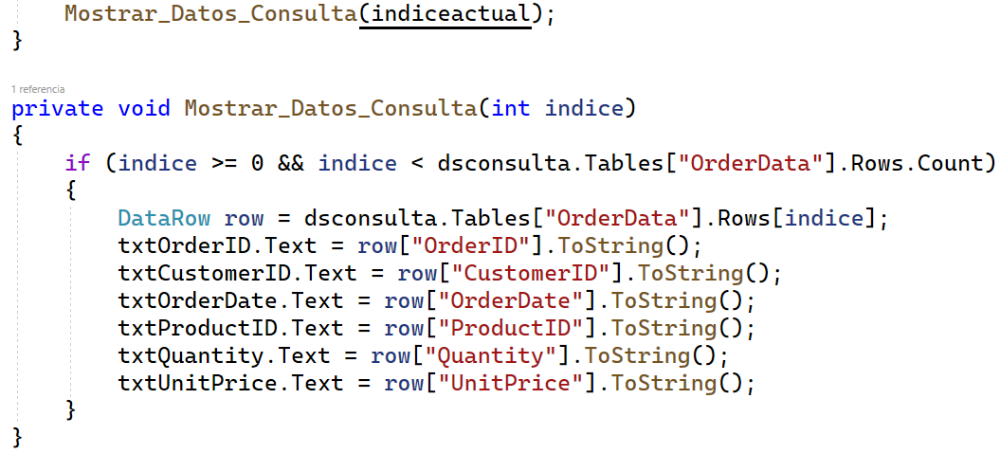 Mostrar_Datos_Consulta(indiceactual);
}
1 referencia
private void Mostrar_Datos_Consulta(int indice)
{
if (indice >= 0 && indice < dsconsulta.Tables["OrderData"].Rows.Count)
{
DataRow row = dsconsulta.Tables["OrderData"].Rows[indice];
txtOrderID.Text = row["OrderID"].ToString();
txtCustomerID.Text = row["CustomerID"].ToString();
txtOrderDate.Text = row["OrderDate"].ToString();
txtProductID.Text = row["ProductID"].ToString();
txtQuantity.Text = row["Quantity"].ToString();
txtUnitPrice.Text = row["UnitPrice"].ToString();
}
}